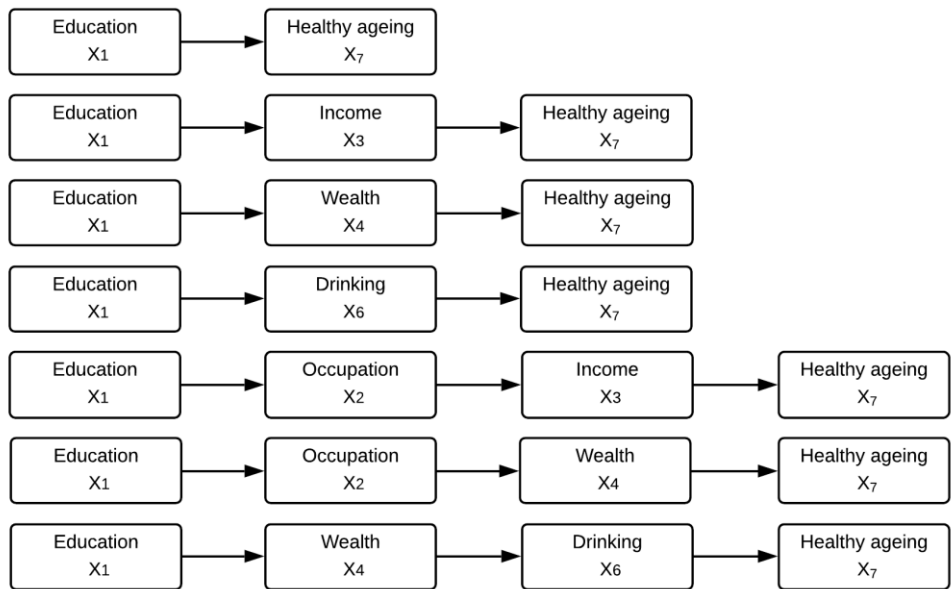 Education Healthy ageing
X1 X7
Education Income Healthy ageing
X1 X3 X7
Education Wealth Healthy ageing
X1 X4 X7
Education Drinking Healthy ageing
X1 X6 X7
Education Occupation Income Healthy ageing
X1 X2 X3 X7
Education Occupation Wealth Healthy ageing
X1 X2 X4 X7
Education Wealth Drinking Healthy ageing
X1 X4 X6 X7